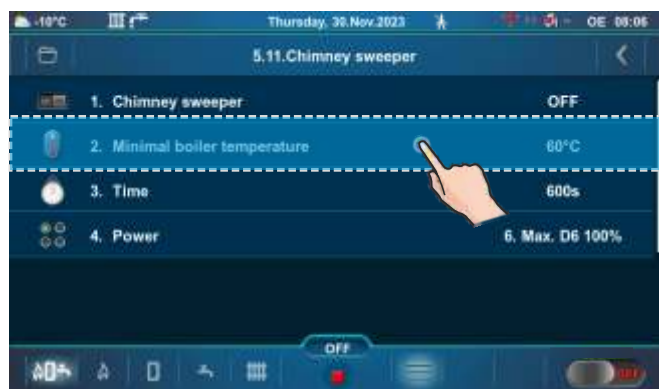 -10°C Thursday, 30.Nov.2023 OE 08:06
5.11.Chimney sweeper
1. Chimney sweeper OFF
2. Minimal boiler temperature 60°C
3. Time 600s
4. Power 6. Max. D6 100%
OFF
OFF